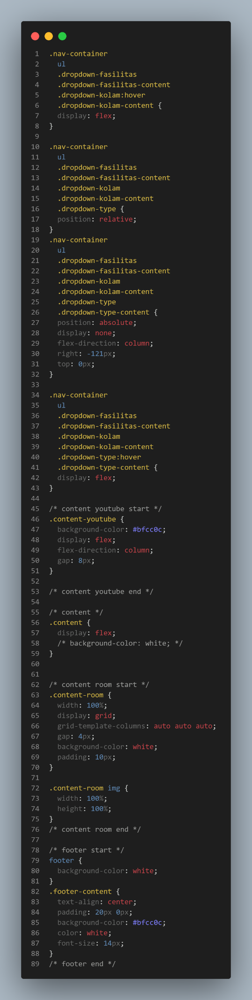 1 .nav-container
2   ul
3   .dropdown-fasilitas
4   .dropdown-fasilitas-content
5   .dropdown-kolam:hover
6   .dropdown-kolam-content {
7   display: flex;
8 }
9
10 .nav-container
11   ul
12   .dropdown-fasilitas
13   .dropdown-fasilitas-content
14   .dropdown-kolam
15   .dropdown-kolam-content
16   .dropdown-type {
17   position: relative;
18 }
19 .nav-container
20   ul
21   .dropdown-fasilitas
22   .dropdown-fasilitas-content
23   .dropdown-kolam
24   .dropdown-kolam-content
25   .dropdown-type
26   .dropdown-type-content {
27   position: absolute;
28   display: none;
29   flex-direction: column;
30   right: -121px;
31   top: 0px;
32 }
33
34 .nav-container
35   ul
36   .dropdown-fasilitas
37   .dropdown-fasilitas-content
38   .dropdown-kolam
39   .dropdown-kolam-content
40   .dropdown-type:hover
41   .dropdown-type-content {
42   display: flex;
43 }
44
45 /* content youtube start */
46 .content-youtube {
47   background-color: #bfcc0c;
48   display: flex;
49   flex-direction: column;
50   gap: 8px;
51 }
52
53 /* content youtube end */
54
55 /* content */
56 .content {
57   display: flex;
58   /* background-color: white; */
59 }
60
61
62 /* content room start */
63 .content-room {
64   width: 100%;
65   display: grid;
66   grid-template-columns: auto auto auto;
67   gap: 4px;
68   background-color: white;
69   padding: 10px;
70 }
71
72 .content-room img {
73   width: 100%;
74   height: 100%;
75 }
76 /* content room end */
77
78 /* footer start */
79 footer {
80   background-color: white;
81 }
82 .footer-content {
83   text-align: center;
84   padding: 20px 0px;
85   background-color: #bfcc0c;
86   color: white;
87   font-size: 14px;
88 }
89 /* footer end */